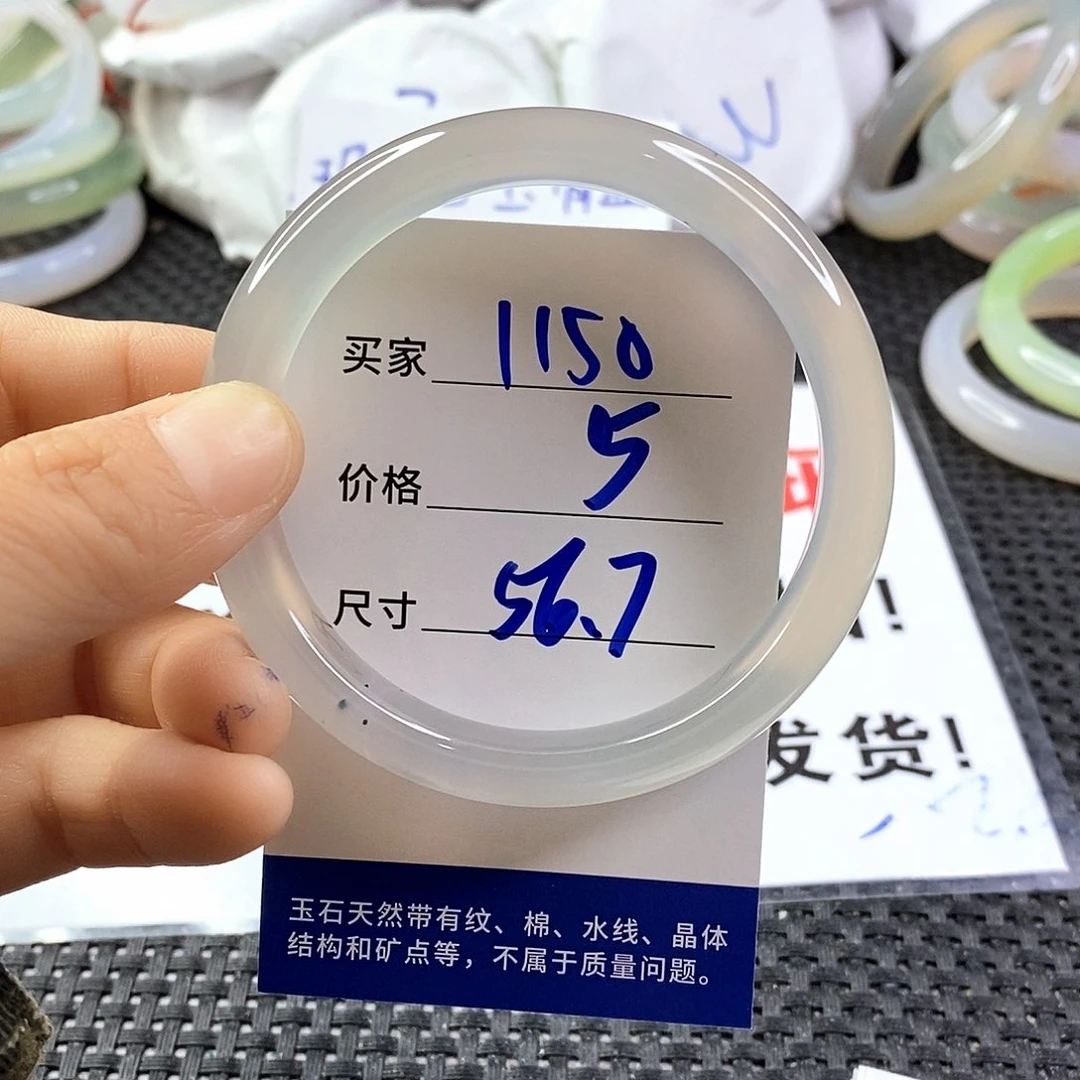 买家 1150
价格 5
尺寸 56.7
！
发货！
玉石天然带有纹、棉、水线、晶体
结构和矿点等，不属于质量问题。